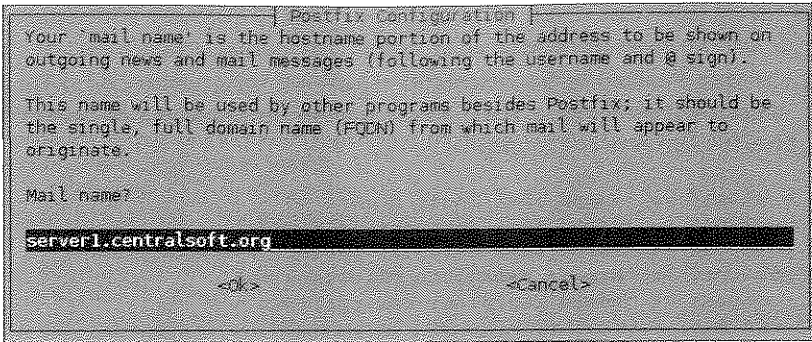 [ Postfix Configuration ]
Your 'mail name' is the hostname portion of the address to be shown on
outgoing news and mail messages (following the username and @ sign).
This name will be used by other programs besides Postfix; it should be
the single, full domain name (FQDN) from which mail will appear to
originate.
Mail name?
server1.centralsoft.org
<Ok> <Cancel>